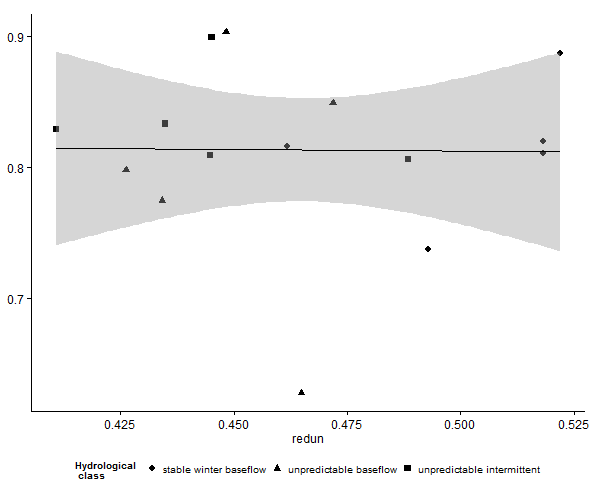 0.9
0.8
0.7
0.425 0.450 0.475 0.500 0.525
redun
Hydrological
class
stable winter baseflow unpredictable baseflow unpredictable intermittent